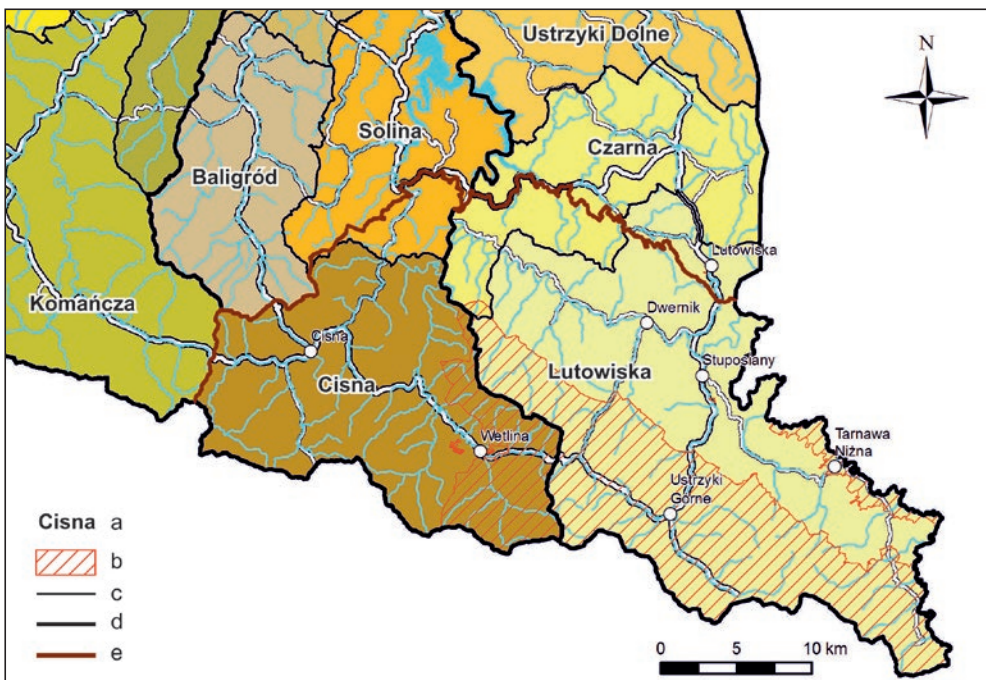 Ustrzyki Dolne
N
Solina
Czarna
Baligród
Lutowiska
Komańcza
Dwernik
Cisna
Stuposiany
Cisna
Lutowiska
Wetlina
Tarnawa
Niżna
Ustrzyki
Górne
Cisna a
b
c
d
e
0 5 10 km